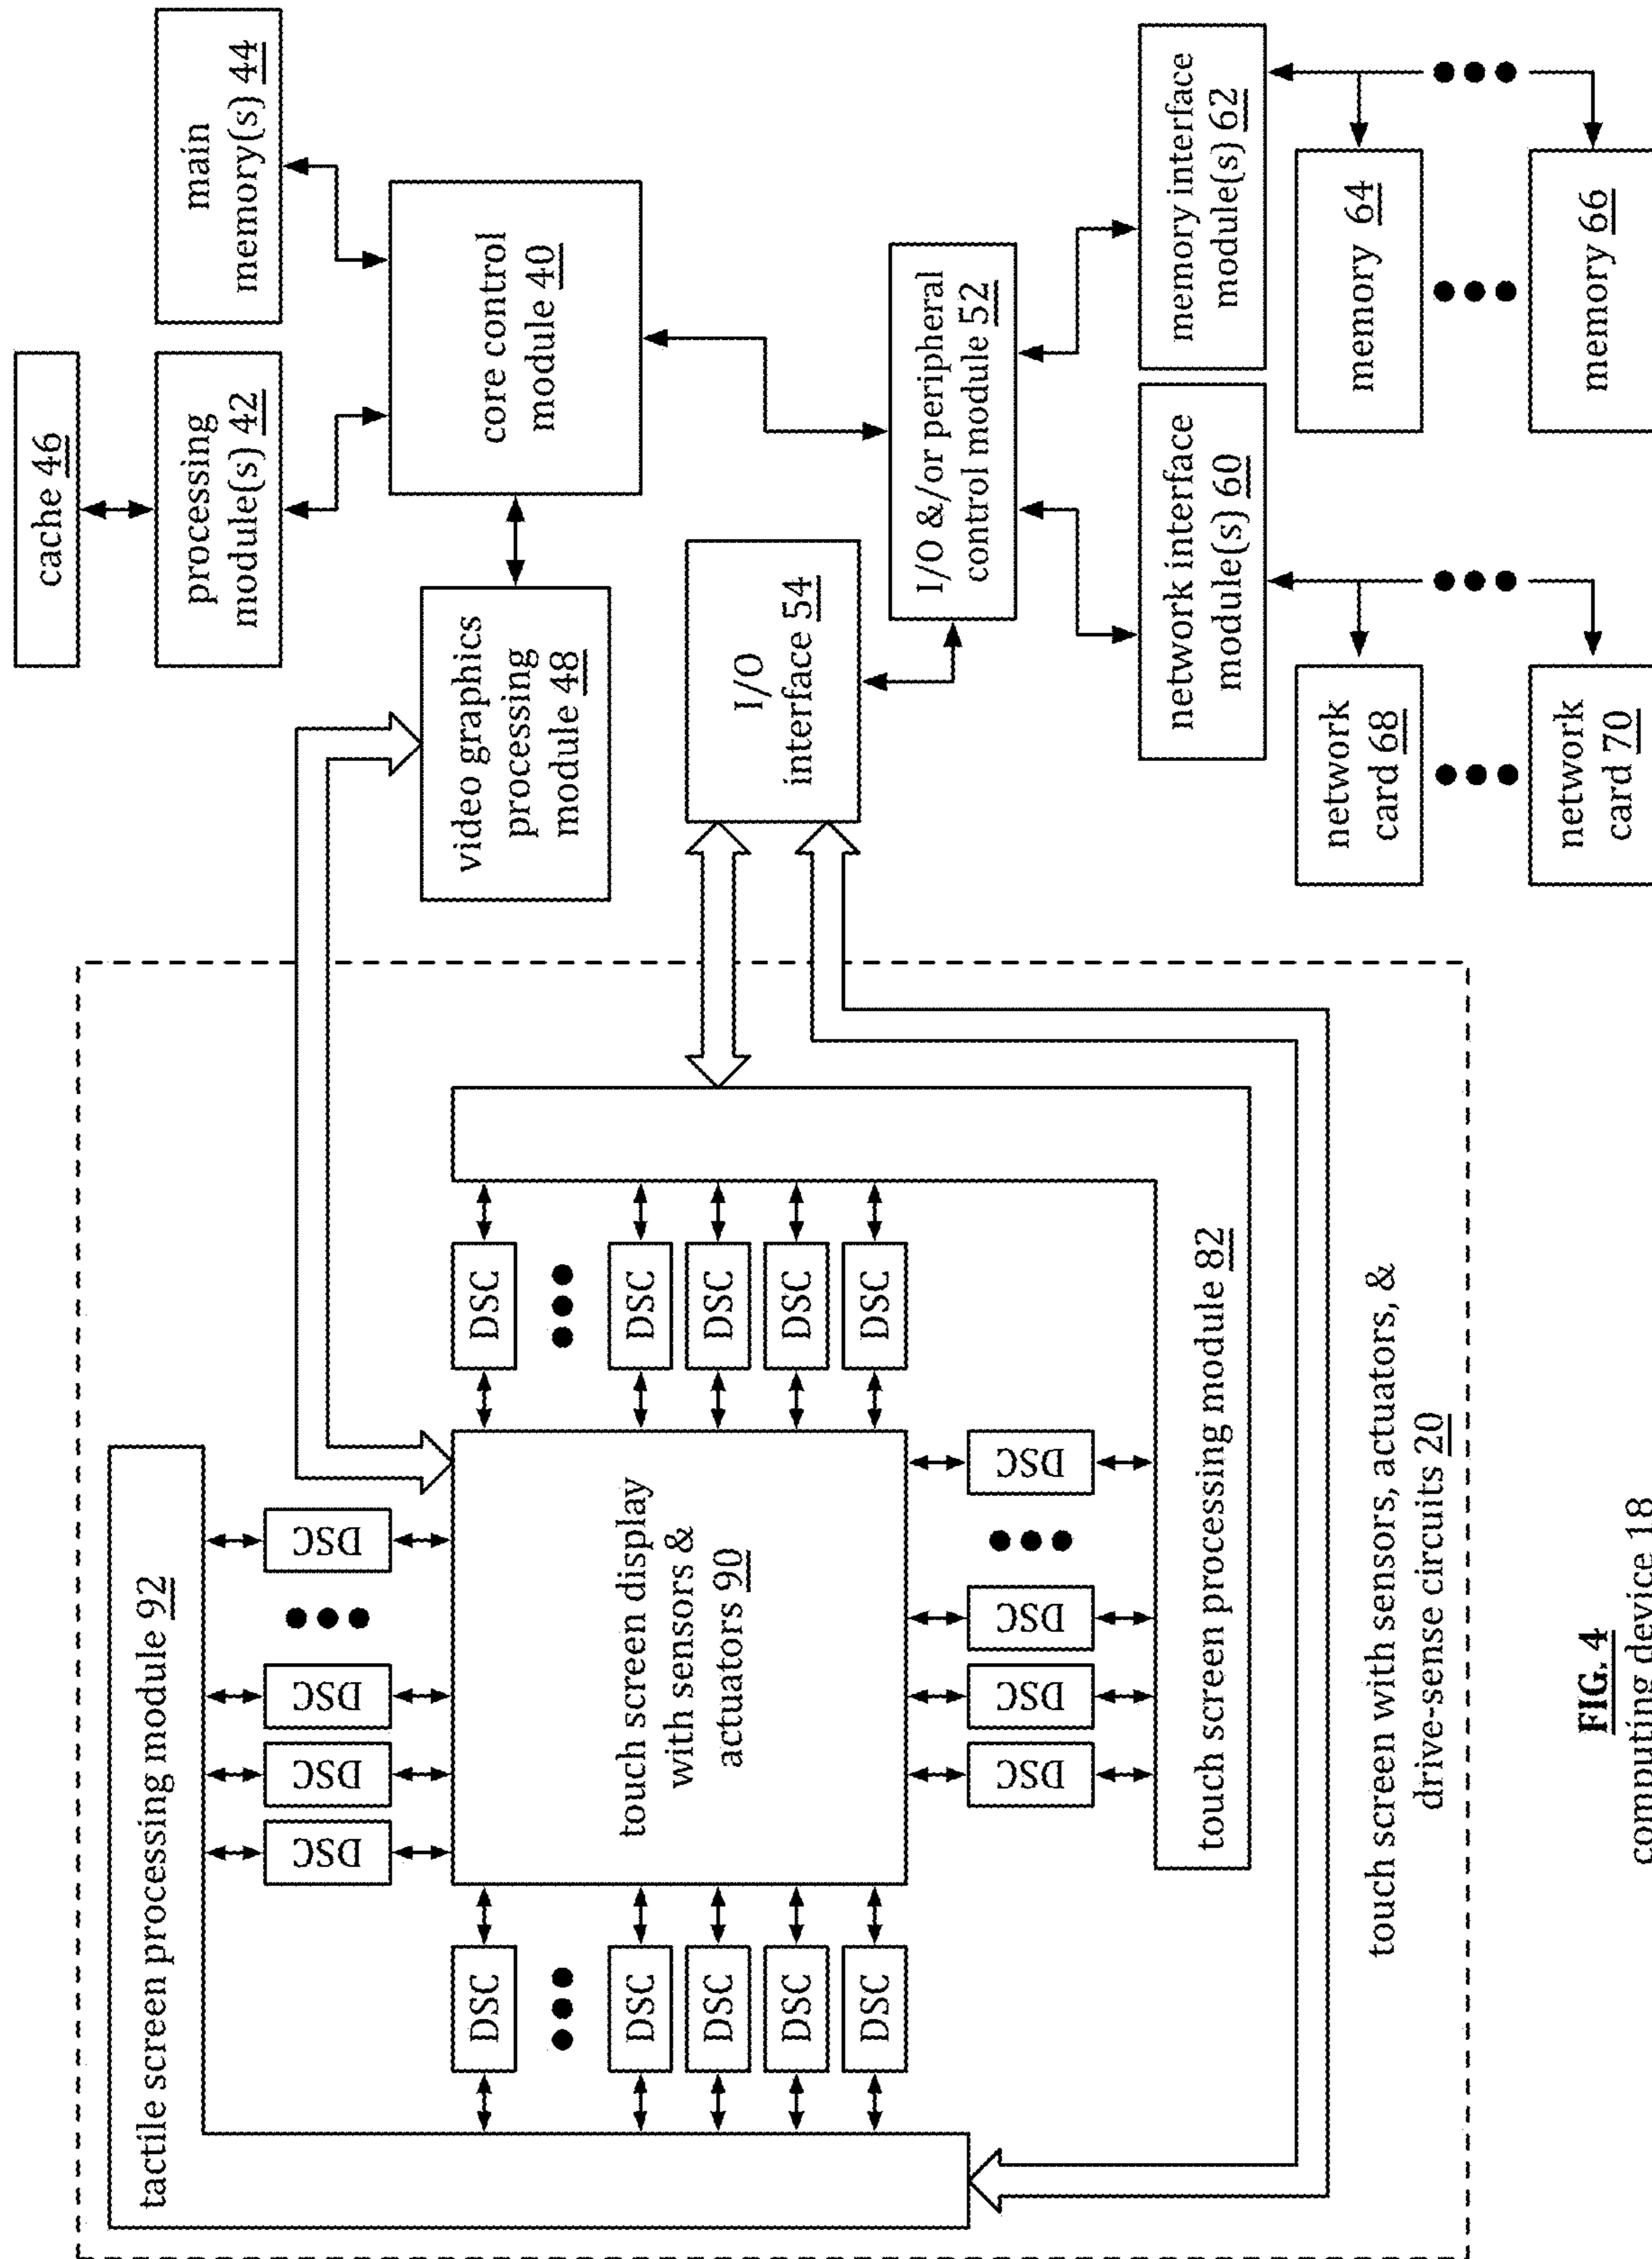 cache 46
tactile screen processing module 92
processing
module(s) 42
main
memory(s) 44
DSC
DSC
DSC
DSC
video graphics
processing
module 48
core control
module 40
DSC
DSC
DSC
DSC
DSC
touch screen display
with sensors &
actuators 90
DSC
DSC
DSC
DSC
DSC
I/O
interface 54
I/O &/or peripheral
control module 52
DSC
DSC
DSC
DSC
touch screen processing module 82
network interface
module(s) 60
memory interface
module(s) 62
touch screen with sensors, actuators, &
drive-sense circuits 20
network
card 68
memory 64
network
card 70
memory 66
FIG. 4
computing device 18